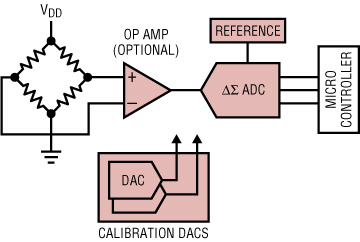 VDD
OP AMP
(OPTIONAL)
REFERENCE
+
−
ΔΣ ADC
MICRO
CONTROLLER
DAC
CALIBRATION DACS